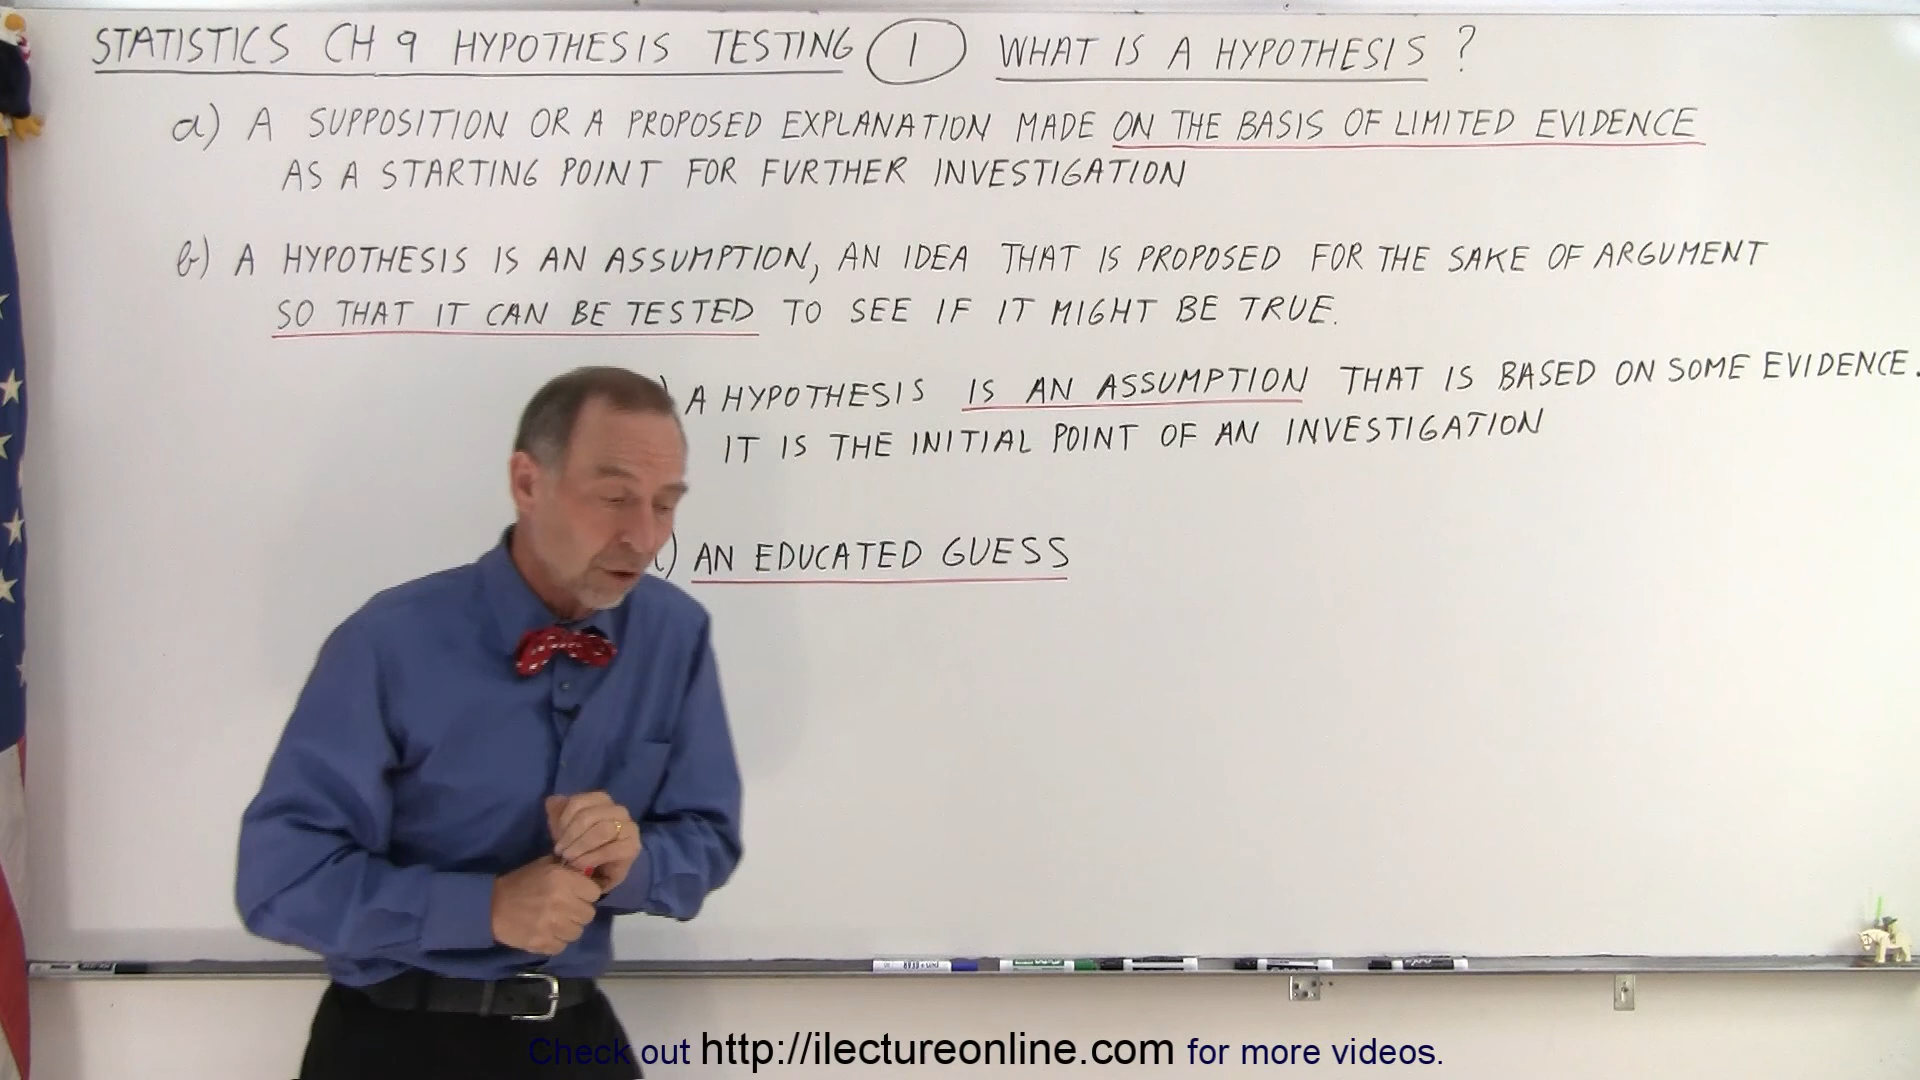 STATISTICS CH 9 HYPOTHESIS TESTING 1 WHAT IS A HYPOTHESIS ?
a) A SUPPOSITION OR A PROPOSED EXPLANATION MADE ON THE BASIS OF LIMITED EVIDENCE
AS A STARTING POINT FOR FURTHER INVESTIGATION
b) A HYPOTHESIS IS AN ASSUMPTION, AN IDEA THAT IS PROPOSED FOR THE SAKE OF ARGUMENT
SO THAT IT CAN BE TESTED TO SEE IF IT MIGHT BE TRUE.
) A HYPOTHESIS IS AN ASSUMPTION THAT IS BASED ON SOME EVIDENCE.
IT IS THE INITIAL POINT OF AN INVESTIGATION
) AN EDUCATED GUESS
Check out http://ilectureonline.com for more videos.